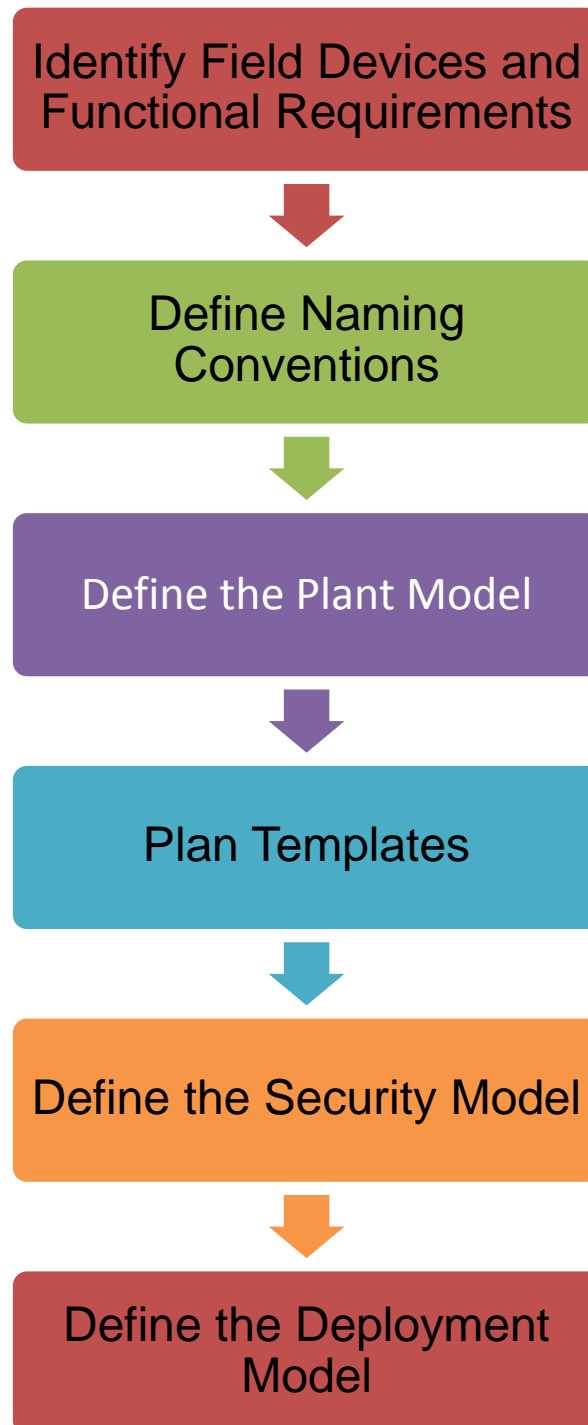 Identify Field Devices and
Functional Requirements
Define Naming
Conventions
Define the Plant Model
Plan Templates
Define the Security Model
Define the Deployment
Model